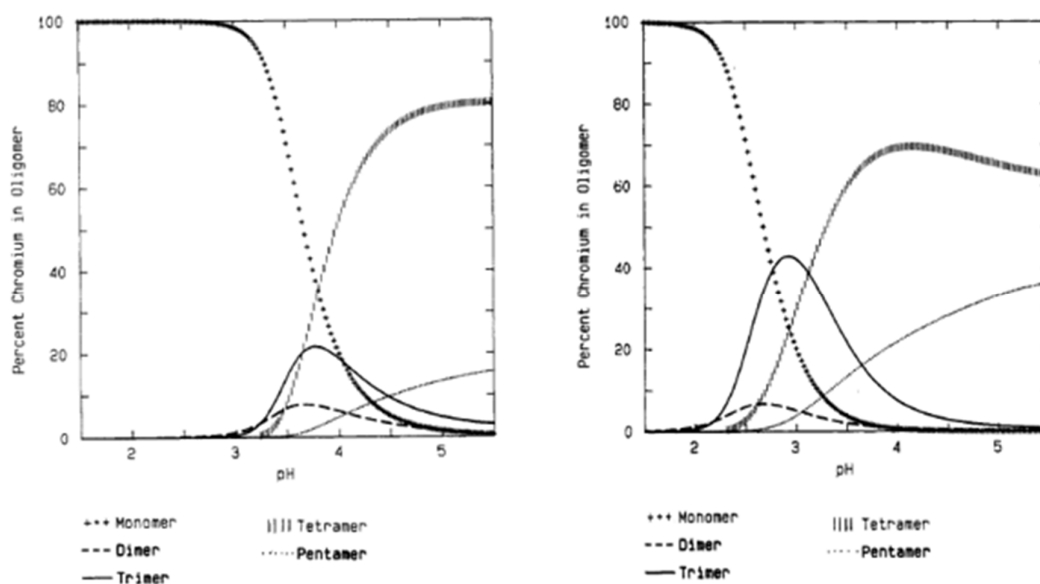 100
80
60
40
20
0
Percent Chromium in Oligomer
2
3
4
5
pH
+++ Monomer
--- Dimer
— Trimer
|||| Tetramer
····· Pentamer
100
80
60
40
20
0
Percent Chromium in Oligomer
2
3
4
5
pH
+++ Monomer
--- Dimer
— Trimer
|||| Tetramer
····· Pentamer